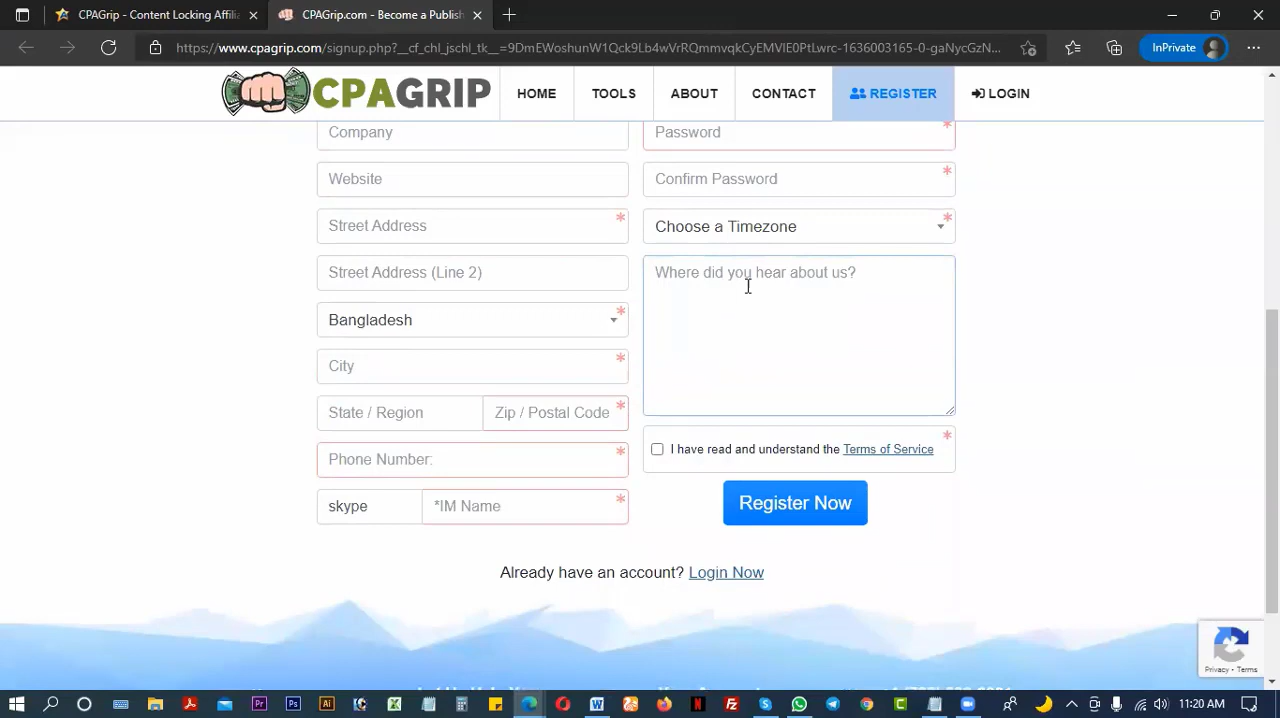 CPAGrip - Content Locking Affilia
CPAGrip.com - Become a Publish
https://www.cpagrip.com/signup.php?__cf_chl_jschl_tk__=9DmEWoshunW1Qck9Lb4wVrRQmmvqkCyEMVlE0PtLwrc-1636003165-0-gaNycGzN...
InPrivate
CPAGRIP
HOME
TOOLS
ABOUT
CONTACT
REGISTER
LOGIN
Company
Password *
Website
Confirm Password *
Street Address *
Choose a Timezone *
Street Address (Line 2)
Where did you hear about us?
Bangladesh *
City *
State / Region
Zip / Postal Code *
I have read and understand the Terms of Service *
Phone Number: *
skype
*IM Name *
Register Now
Already have an account? Login Now
Privacy - Terms
11:20 AM